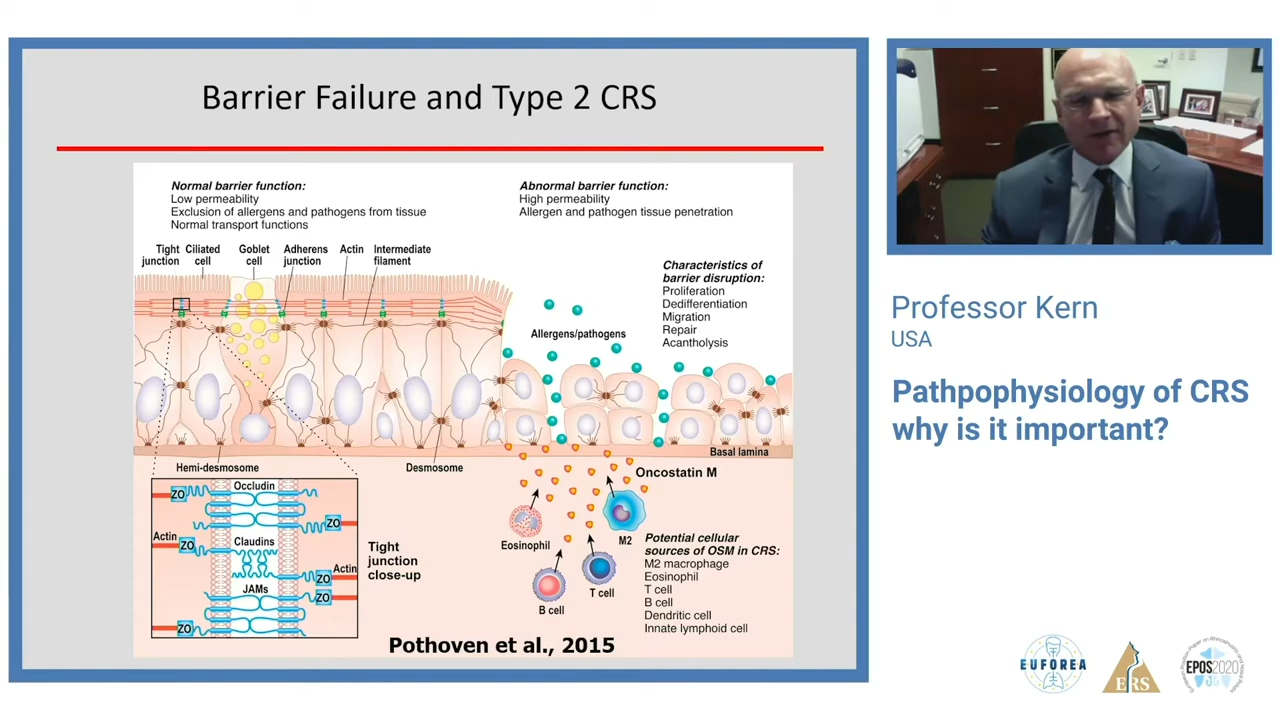 Barrier Failure and Type 2 CRS
Normal barrier function:
Low permeability
Exclusion of allergens and pathogens from tissue
Normal transport functions
Abnormal barrier function:
High permeability
Allergen and pathogen tissue penetration
Tight junction
Ciliated cell
Goblet cell
Adherens junction
Actin
Intermediate filament
Characteristics of
barrier disruption:
Proliferation
Dedifferentiation
Migration
Repair
Acantholysis
Allergens/pathogens
Basal lamina
Hemi-desmosome
Desmosome
Oncostatin M
Occludin
ZO
ZO
Actin
ZO
Claudins
Actin
ZO
JAMs
ZO
ZO
Tight
junction
close-up
Eosinophil
M2
B cell
T cell
Potential cellular
sources of OSM in CRS:
M2 macrophage
Eosinophil
T cell
B cell
Dendritic cell
Innate lymphoid cell
Pothoven et al., 2015
Professor Kern
USA
Pathpophysiology of CRS
why is it important?
EUFOREA
ERS
EPOS2020